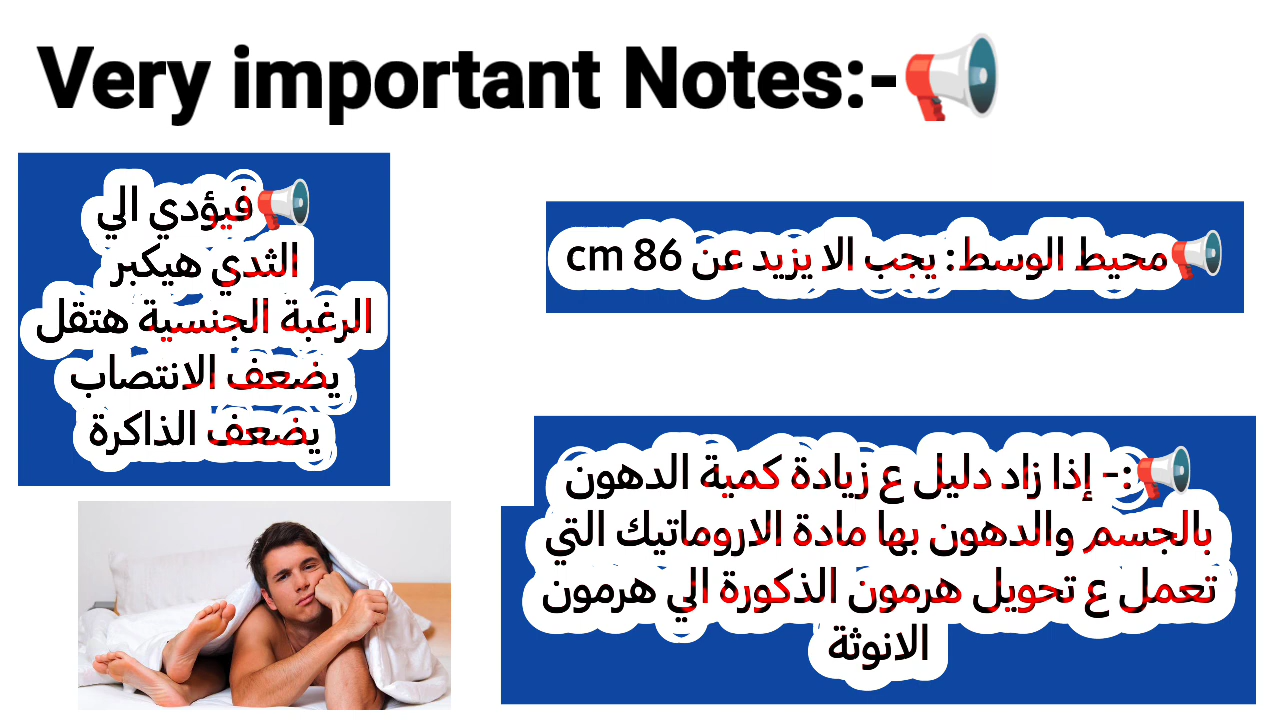 Very important Notes:-📢
📢محيط الوسط: يجب الا يزيد عن 86 cm
📢:- إذا زاد دليل ع زيادة كمية الدهون
بالجسم والدهون بها مادة الاروماتيك التي
تعمل ع تحويل هرمون الذكورة الي هرمون
الانوثة
📢فيؤدي الي
الثدي هيكبر
الرغبة الجنسية هتقل
يضعف الانتصاب
يضعف الذاكرة